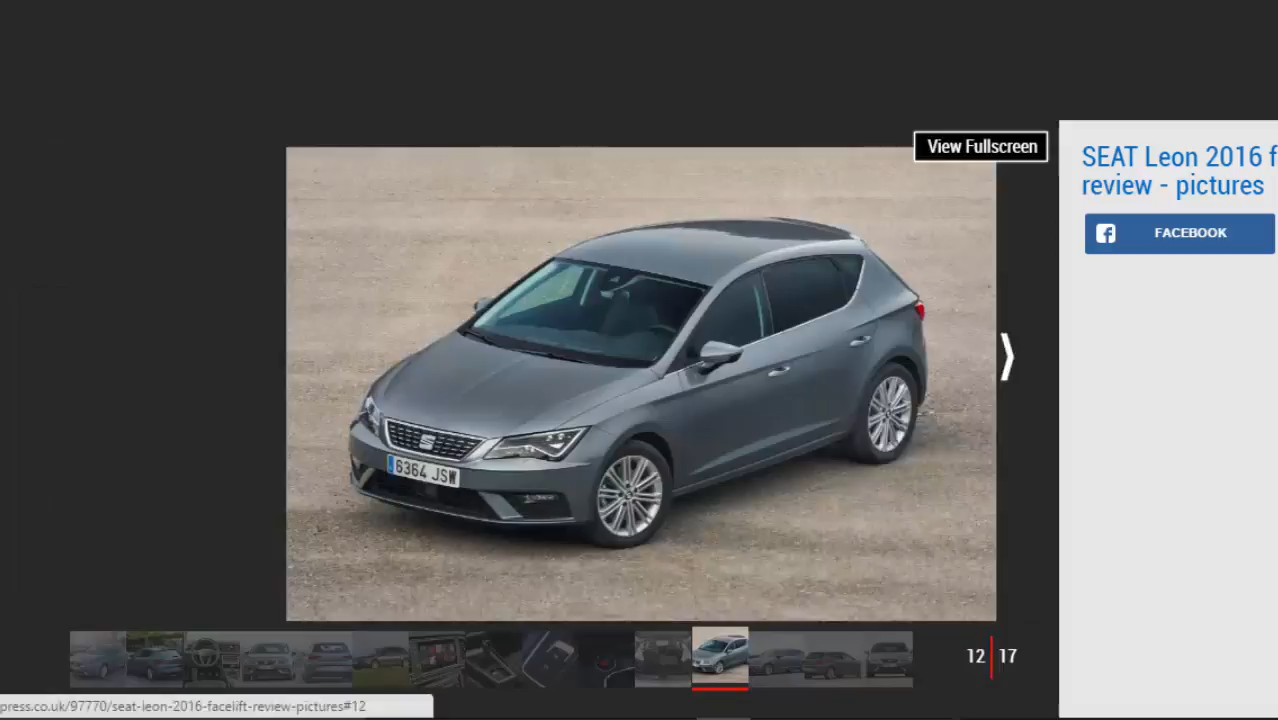 View Fullscreen
SEAT Leon 2016 f
review - pictures
FACEBOOK
6364 JSW
12 17
press.co.uk/97770/seat-leon-2016-facelift-review-pictures#12